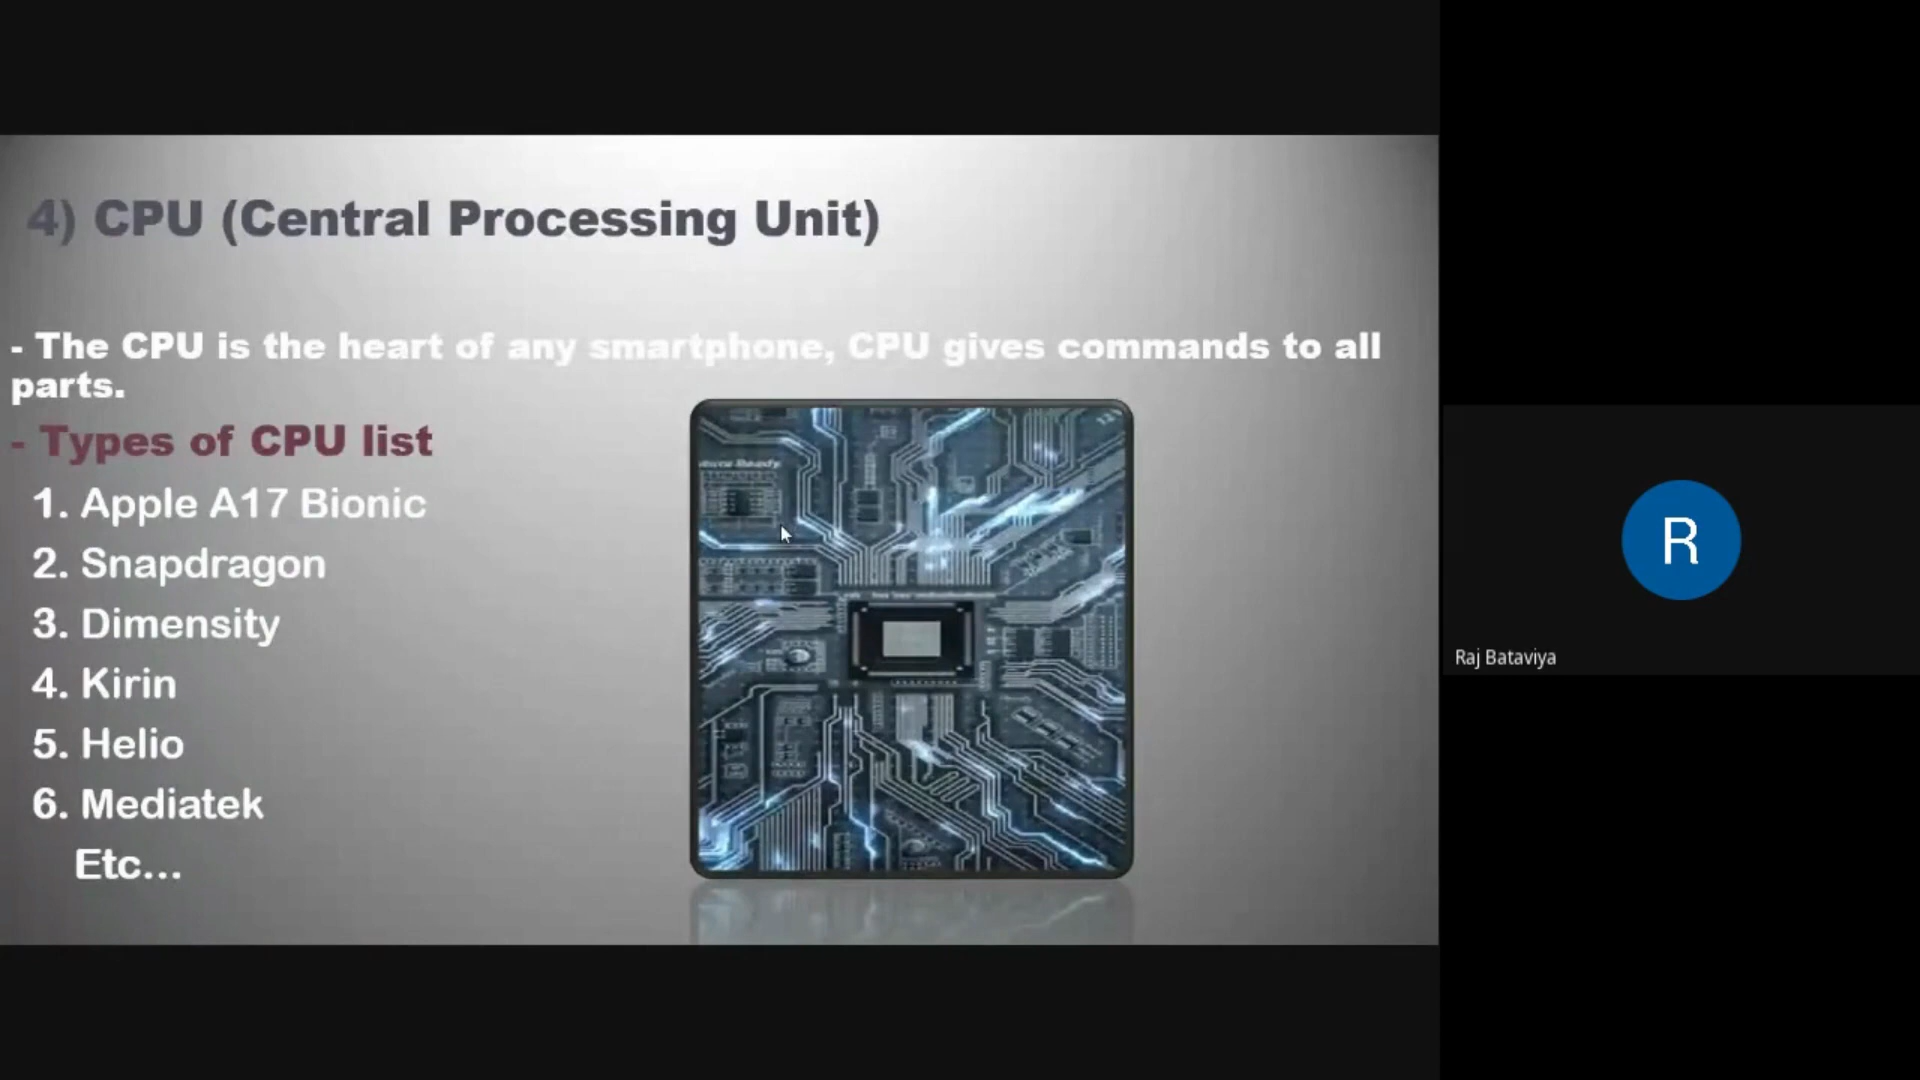 4) CPU (Central Processing Unit)
- The CPU is the heart of any smartphone, CPU gives commands to all
parts.
- Types of CPU list
1. Apple A17 Bionic
2. Snapdragon
3. Dimensity
4. Kirin
5. Helio
6. Mediatek
Etc...
Ready
R
Raj Bataviya